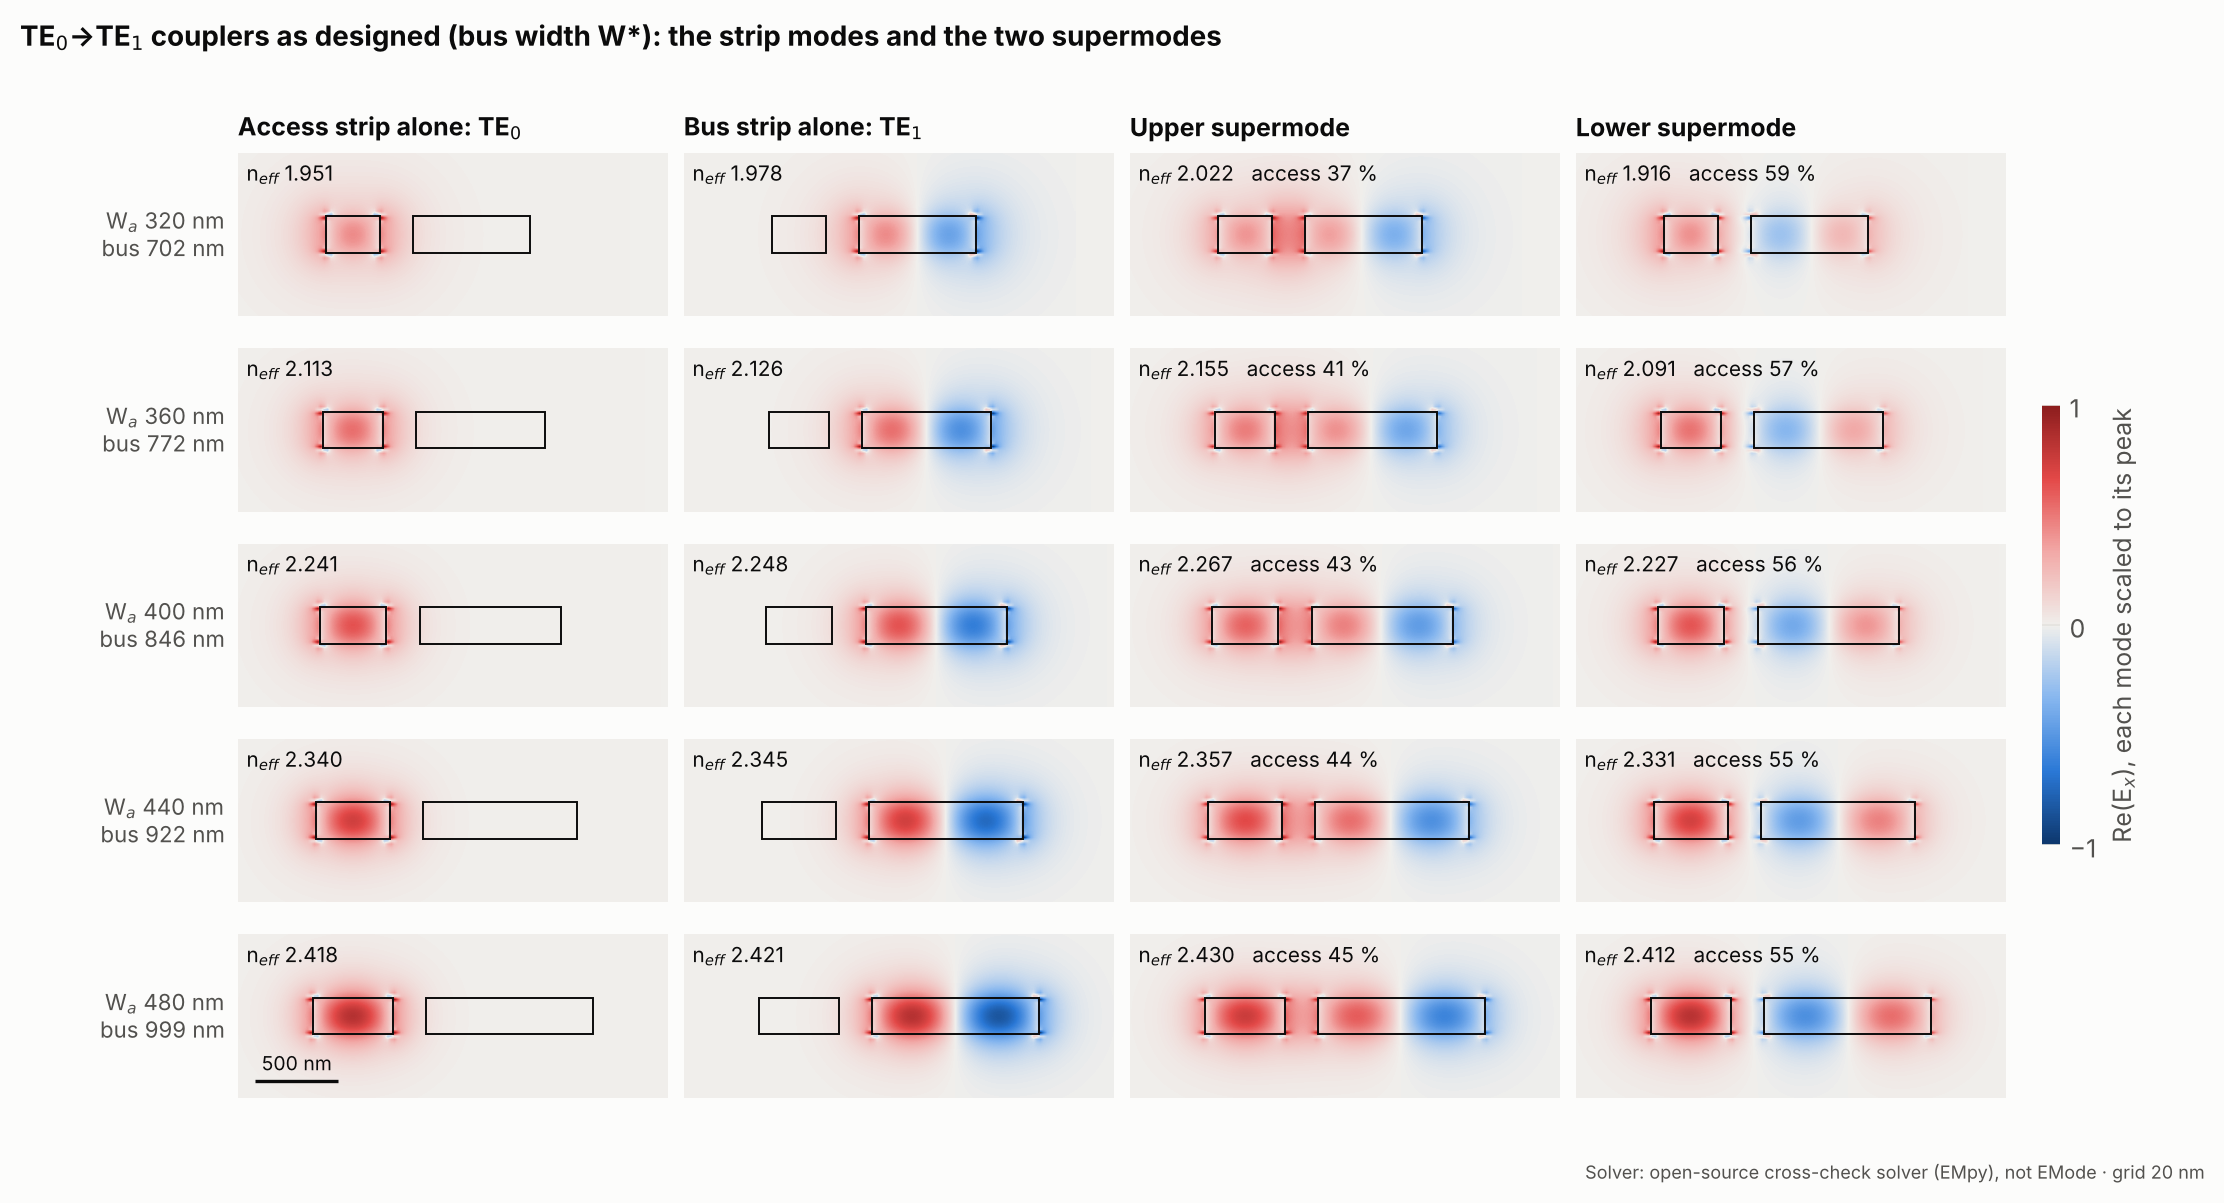 TE₀→TE₁ couplers as designed (bus width W*): the strip modes and the two supermodes
Access strip alone: TE₀
Bus strip alone: TE₁
Upper supermode
Lower supermode
Wₐ 320 nm
bus 702 nm
n_eff 1.951
n_eff 1.978
n_eff 2.022 access 37 %
n_eff 1.916 access 59 %
Wₐ 360 nm
bus 772 nm
n_eff 2.113
n_eff 2.126
n_eff 2.155 access 41 %
n_eff 2.091 access 57 %
Wₐ 400 nm
bus 846 nm
n_eff 2.241
n_eff 2.248
n_eff 2.267 access 43 %
n_eff 2.227 access 56 %
Wₐ 440 nm
bus 922 nm
n_eff 2.340
n_eff 2.345
n_eff 2.357 access 44 %
n_eff 2.331 access 55 %
Wₐ 480 nm
bus 999 nm
n_eff 2.418
n_eff 2.421
n_eff 2.430 access 45 %
n_eff 2.412 access 55 %
500 nm
1
0
−1
Re(Eₓ), each mode scaled to its peak
Solver: open-source cross-check solver (EMpy), not EMode · grid 20 nm